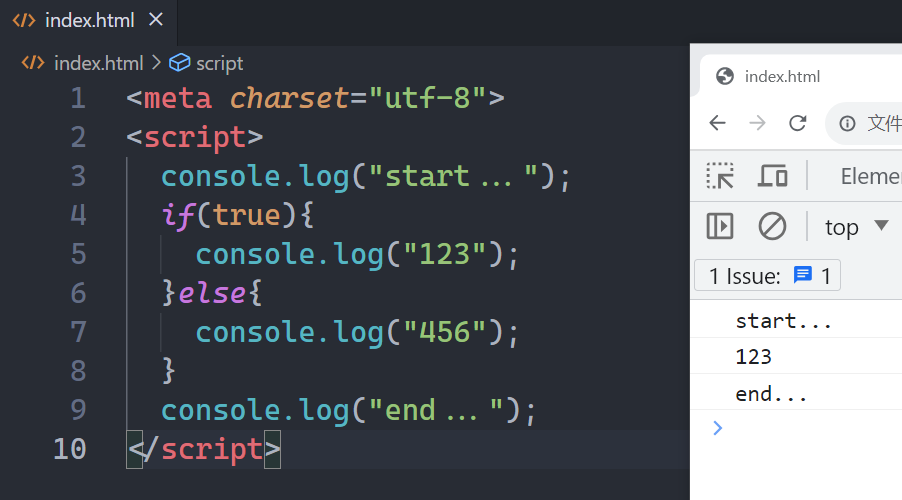 index.html
index.html > script
1 <meta charset="utf-8">
2 <script>
3 console.log("start...");
4 if(true){
5 console.log("123");
6 }else{
7 console.log("456");
8 }
9 console.log("end...");
10 </script>
index.html
文件
Eleme
top
1 Issue: 1
start...
123
end...